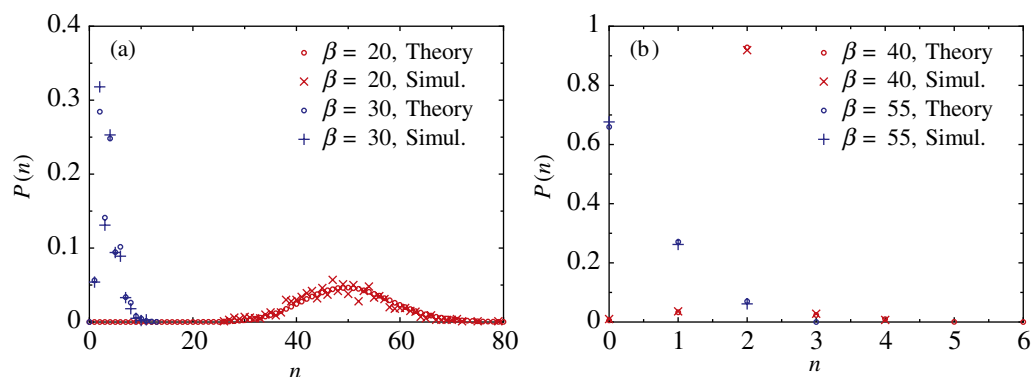 (a)
β = 20, Theory
β = 20, Simul.
β = 30, Theory
β = 30, Simul.
P(n)
0.4
0.3
0.2
0.1
0
0 20 40 60 80
n
(b)
β = 40, Theory
β = 40, Simul.
β = 55, Theory
β = 55, Simul.
P(n)
1
0.8
0.6
0.4
0.2
0
0 1 2 3 4 5 6
n